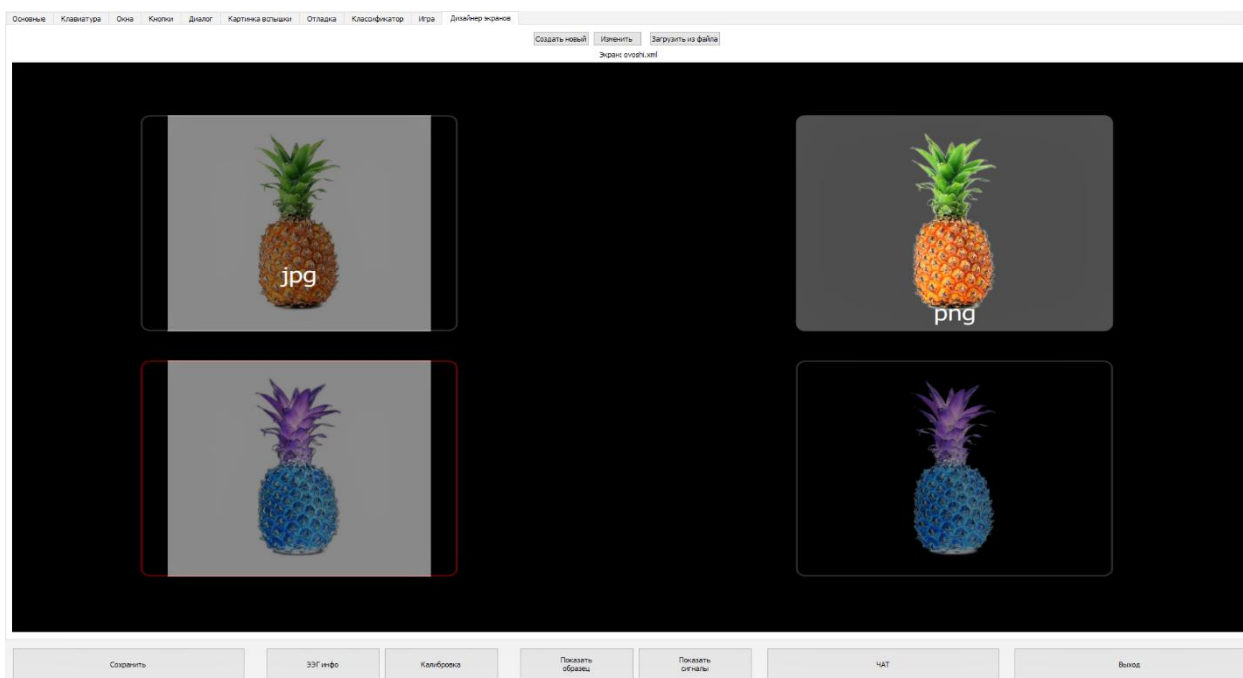 Основные Клавиатура Окна Кнопки Диалог Картинка вспышки Отладка Классификатор Игра Дизайнер экранов
Создать новый Изменить Загрузить из файла
Экран: ovoshi.xml
jpg
png
Сохранить ЭЭГ инфо Калибровка Показать образец Показать сигналы ЧАТ Выход